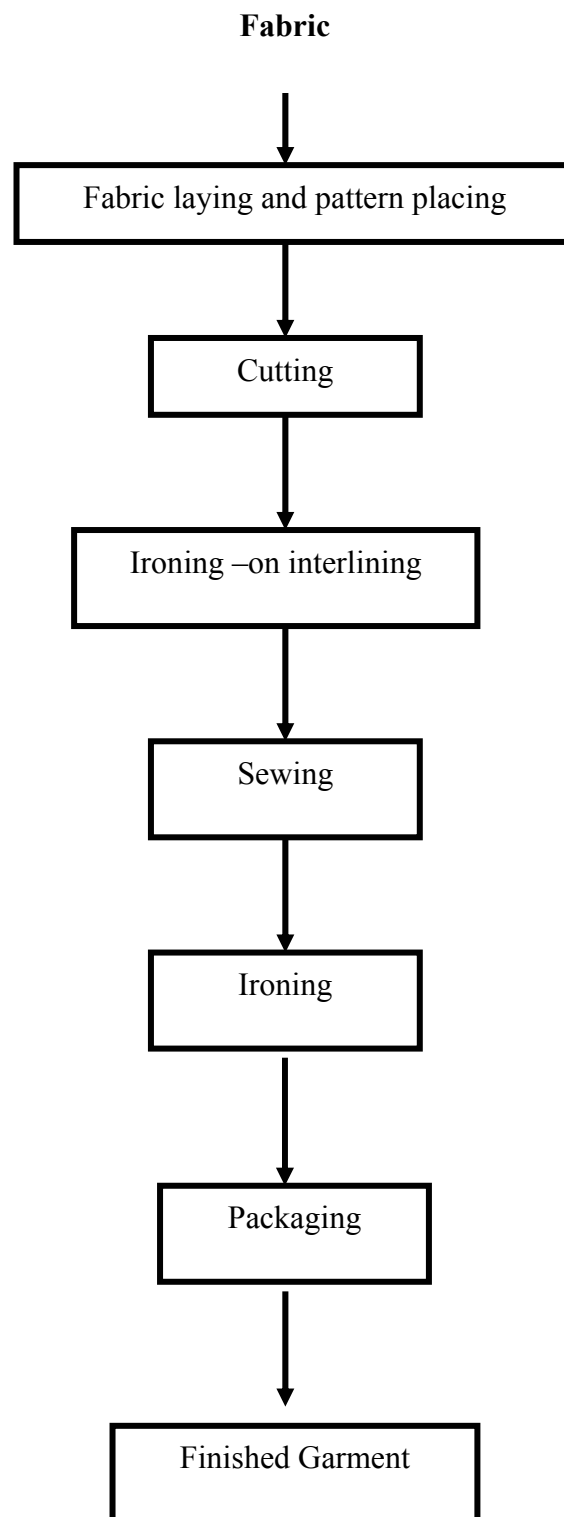 Fabric
Fabric laying and pattern placing
Cutting
Ironing –on interlining
Sewing
Ironing
Packaging
Finished Garment